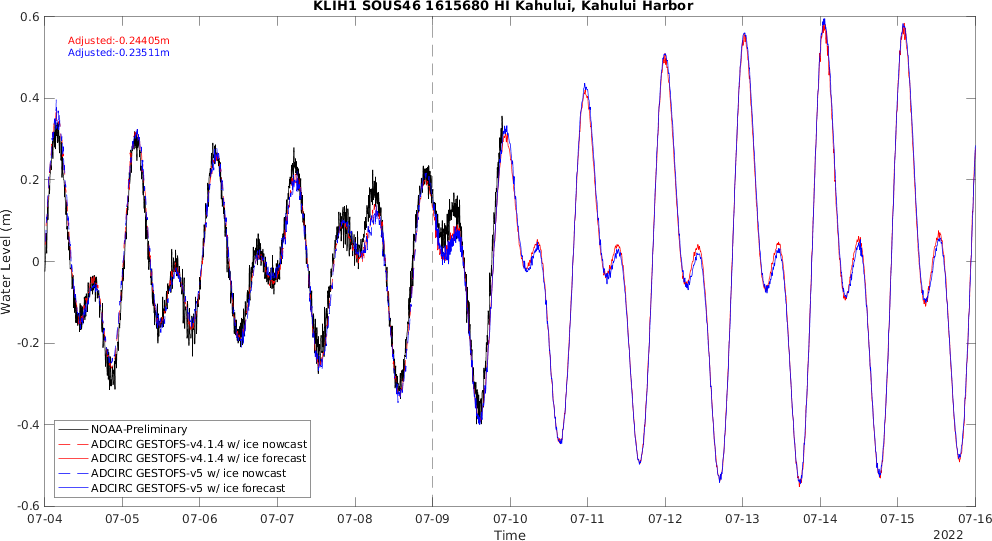 KLIH1 SOUS46 1615680 HI Kahului, Kahului Harbor
Adjusted:-0.24405m
Adjusted:-0.23511m
Water Level (m)
0.6
0.4
0.2
0
-0.2
-0.4
-0.6
NOAA-Preliminary
ADCIRC GESTOFS-v4.1.4 w/ ice nowcast
ADCIRC GESTOFS-v4.1.4 w/ ice forecast
ADCIRC GESTOFS-v5 w/ ice nowcast
ADCIRC GESTOFS-v5 w/ ice forecast
07-04 07-05 07-06 07-07 07-08 07-09 07-10 07-11 07-12 07-13 07-14 07-15 07-16
Time
2022